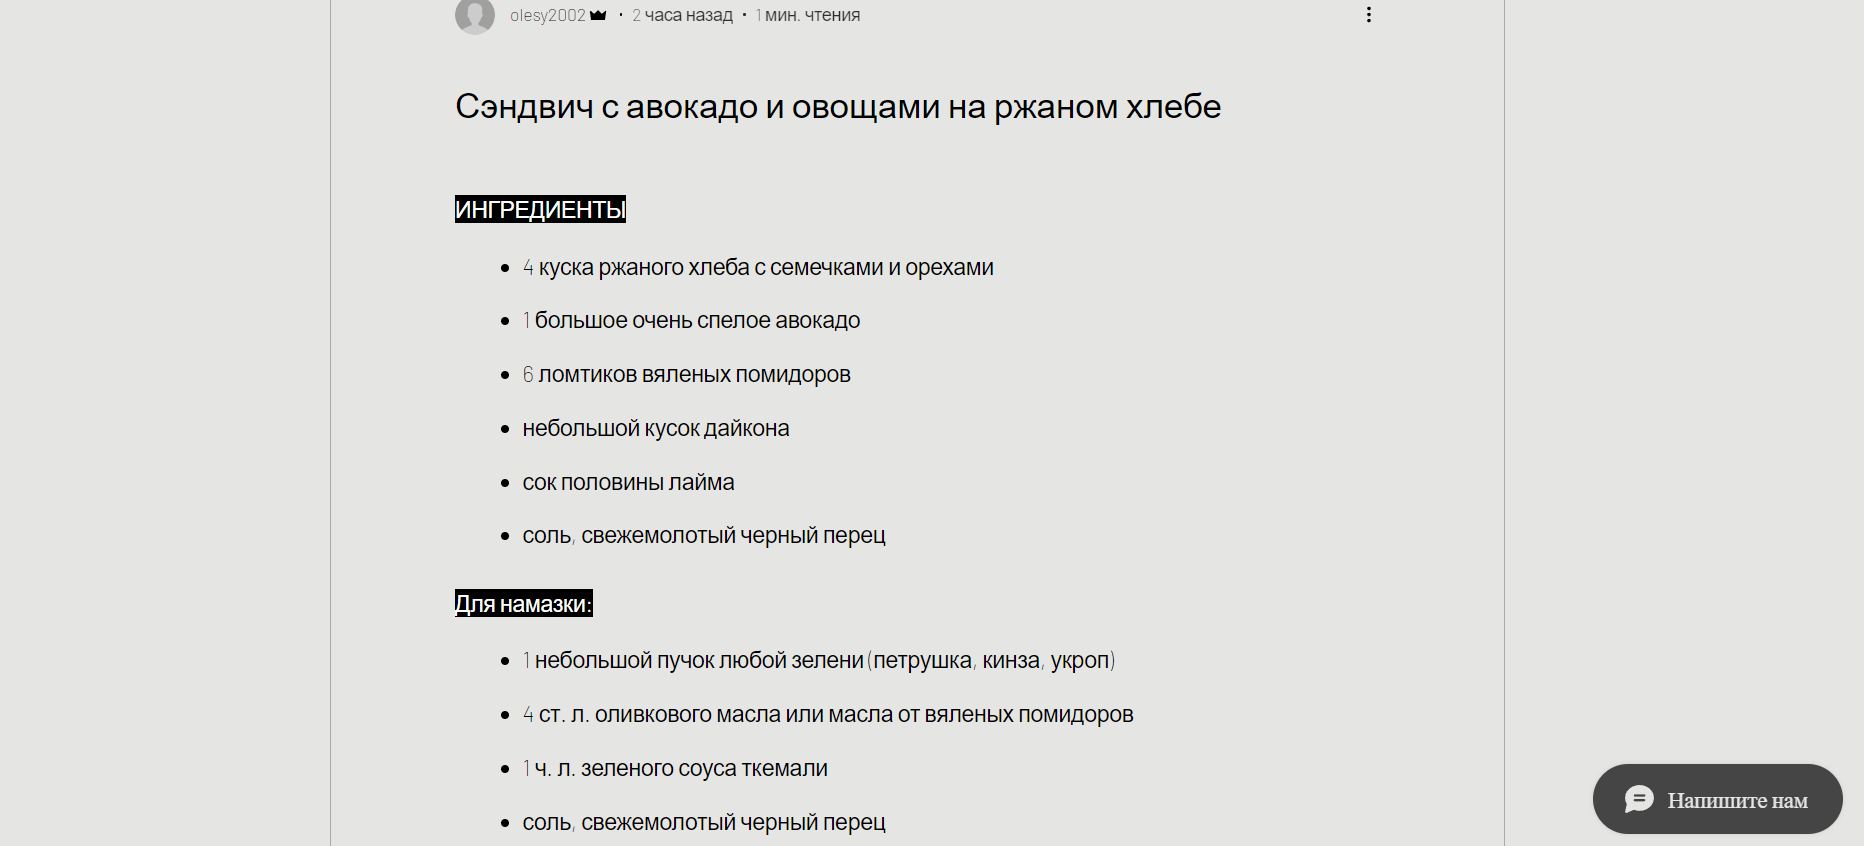 olesy2002 · 2 часа назад · 1 мин. чтения
Сэндвич с авокадо и овощами на ржаном хлебе
ИНГРЕДИЕНТЫ
• 4 куска ржаного хлеба с семечками и орехами
• 1 большое очень спелое авокадо
• 6 ломтиков вяленых помидоров
• небольшой кусок дайкона
• сок половины лайма
• соль, свежемолотый черный перец
Для намазки:
• 1 небольшой пучок любой зелени (петрушка, кинза, укроп)
• 4 ст. л. оливкового масла или масла от вяленых помидоров
• 1 ч. л. зеленого соуса ткемали
• соль, свежемолотый черный перец
Напишите нам